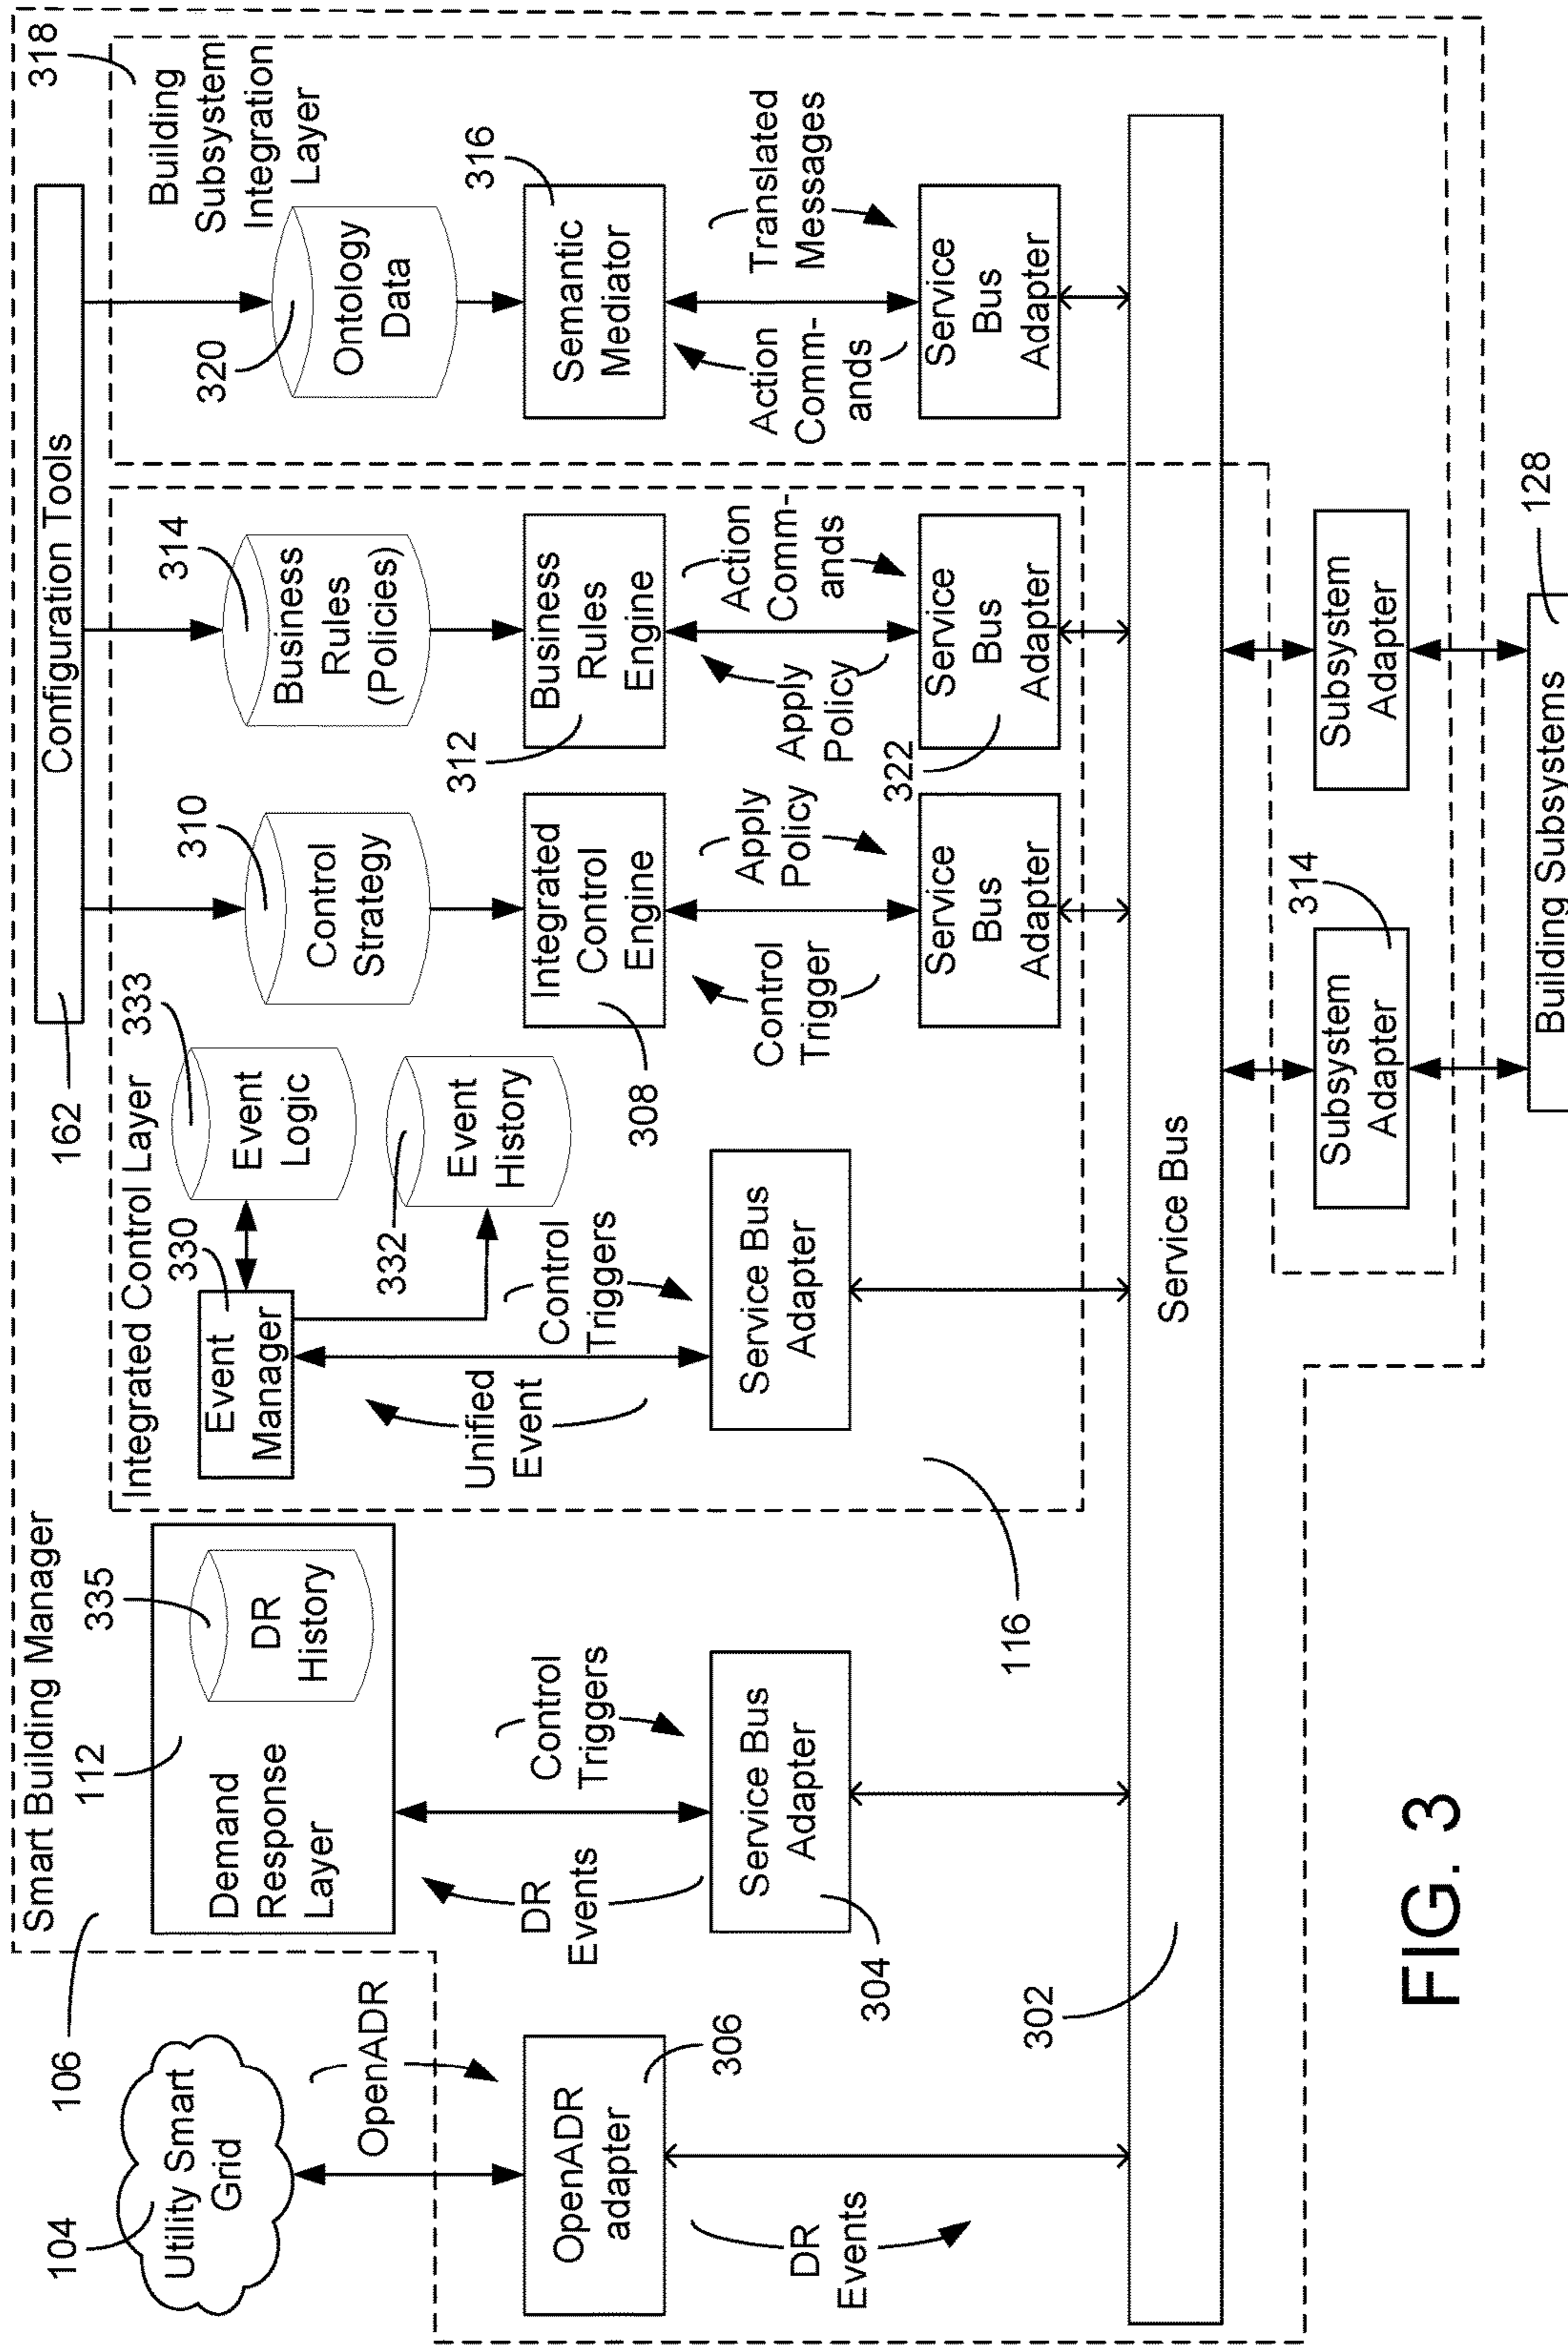 Smart Building Manager
106
162
Configuration Tools
318
104
Utility Smart
Grid
OpenADR
OpenADR
adapter
306
DR
Events
112
335
DR
History
Demand
Response
Layer
DR
Events
Control
Triggers
Service Bus
Adapter
304
Integrated Control Layer
330
Event
Manager
333
Event
Logic
332
Event
History
Unified
Event
Control
Triggers
Service Bus
Adapter
116
310
Control
Strategy
Integrated
Control
Engine
308
Control
Trigger
Apply
Policy
Service
Bus
Adapter
314
Business
Rules
(Policies)
Business
Rules
Engine
312
Apply
Policy
Action
Comm-
ands
Service
Bus
Adapter
322
Building
Subsystem
Integration
Layer
320
Ontology
Data
316
Semantic
Mediator
Action
Comm-
ands
Translated
Messages
Service
Bus
Adapter
302
Service Bus
Subsystem
Adapter
314
Subsystem
Adapter
Building Subsystems
128
FIG. 3